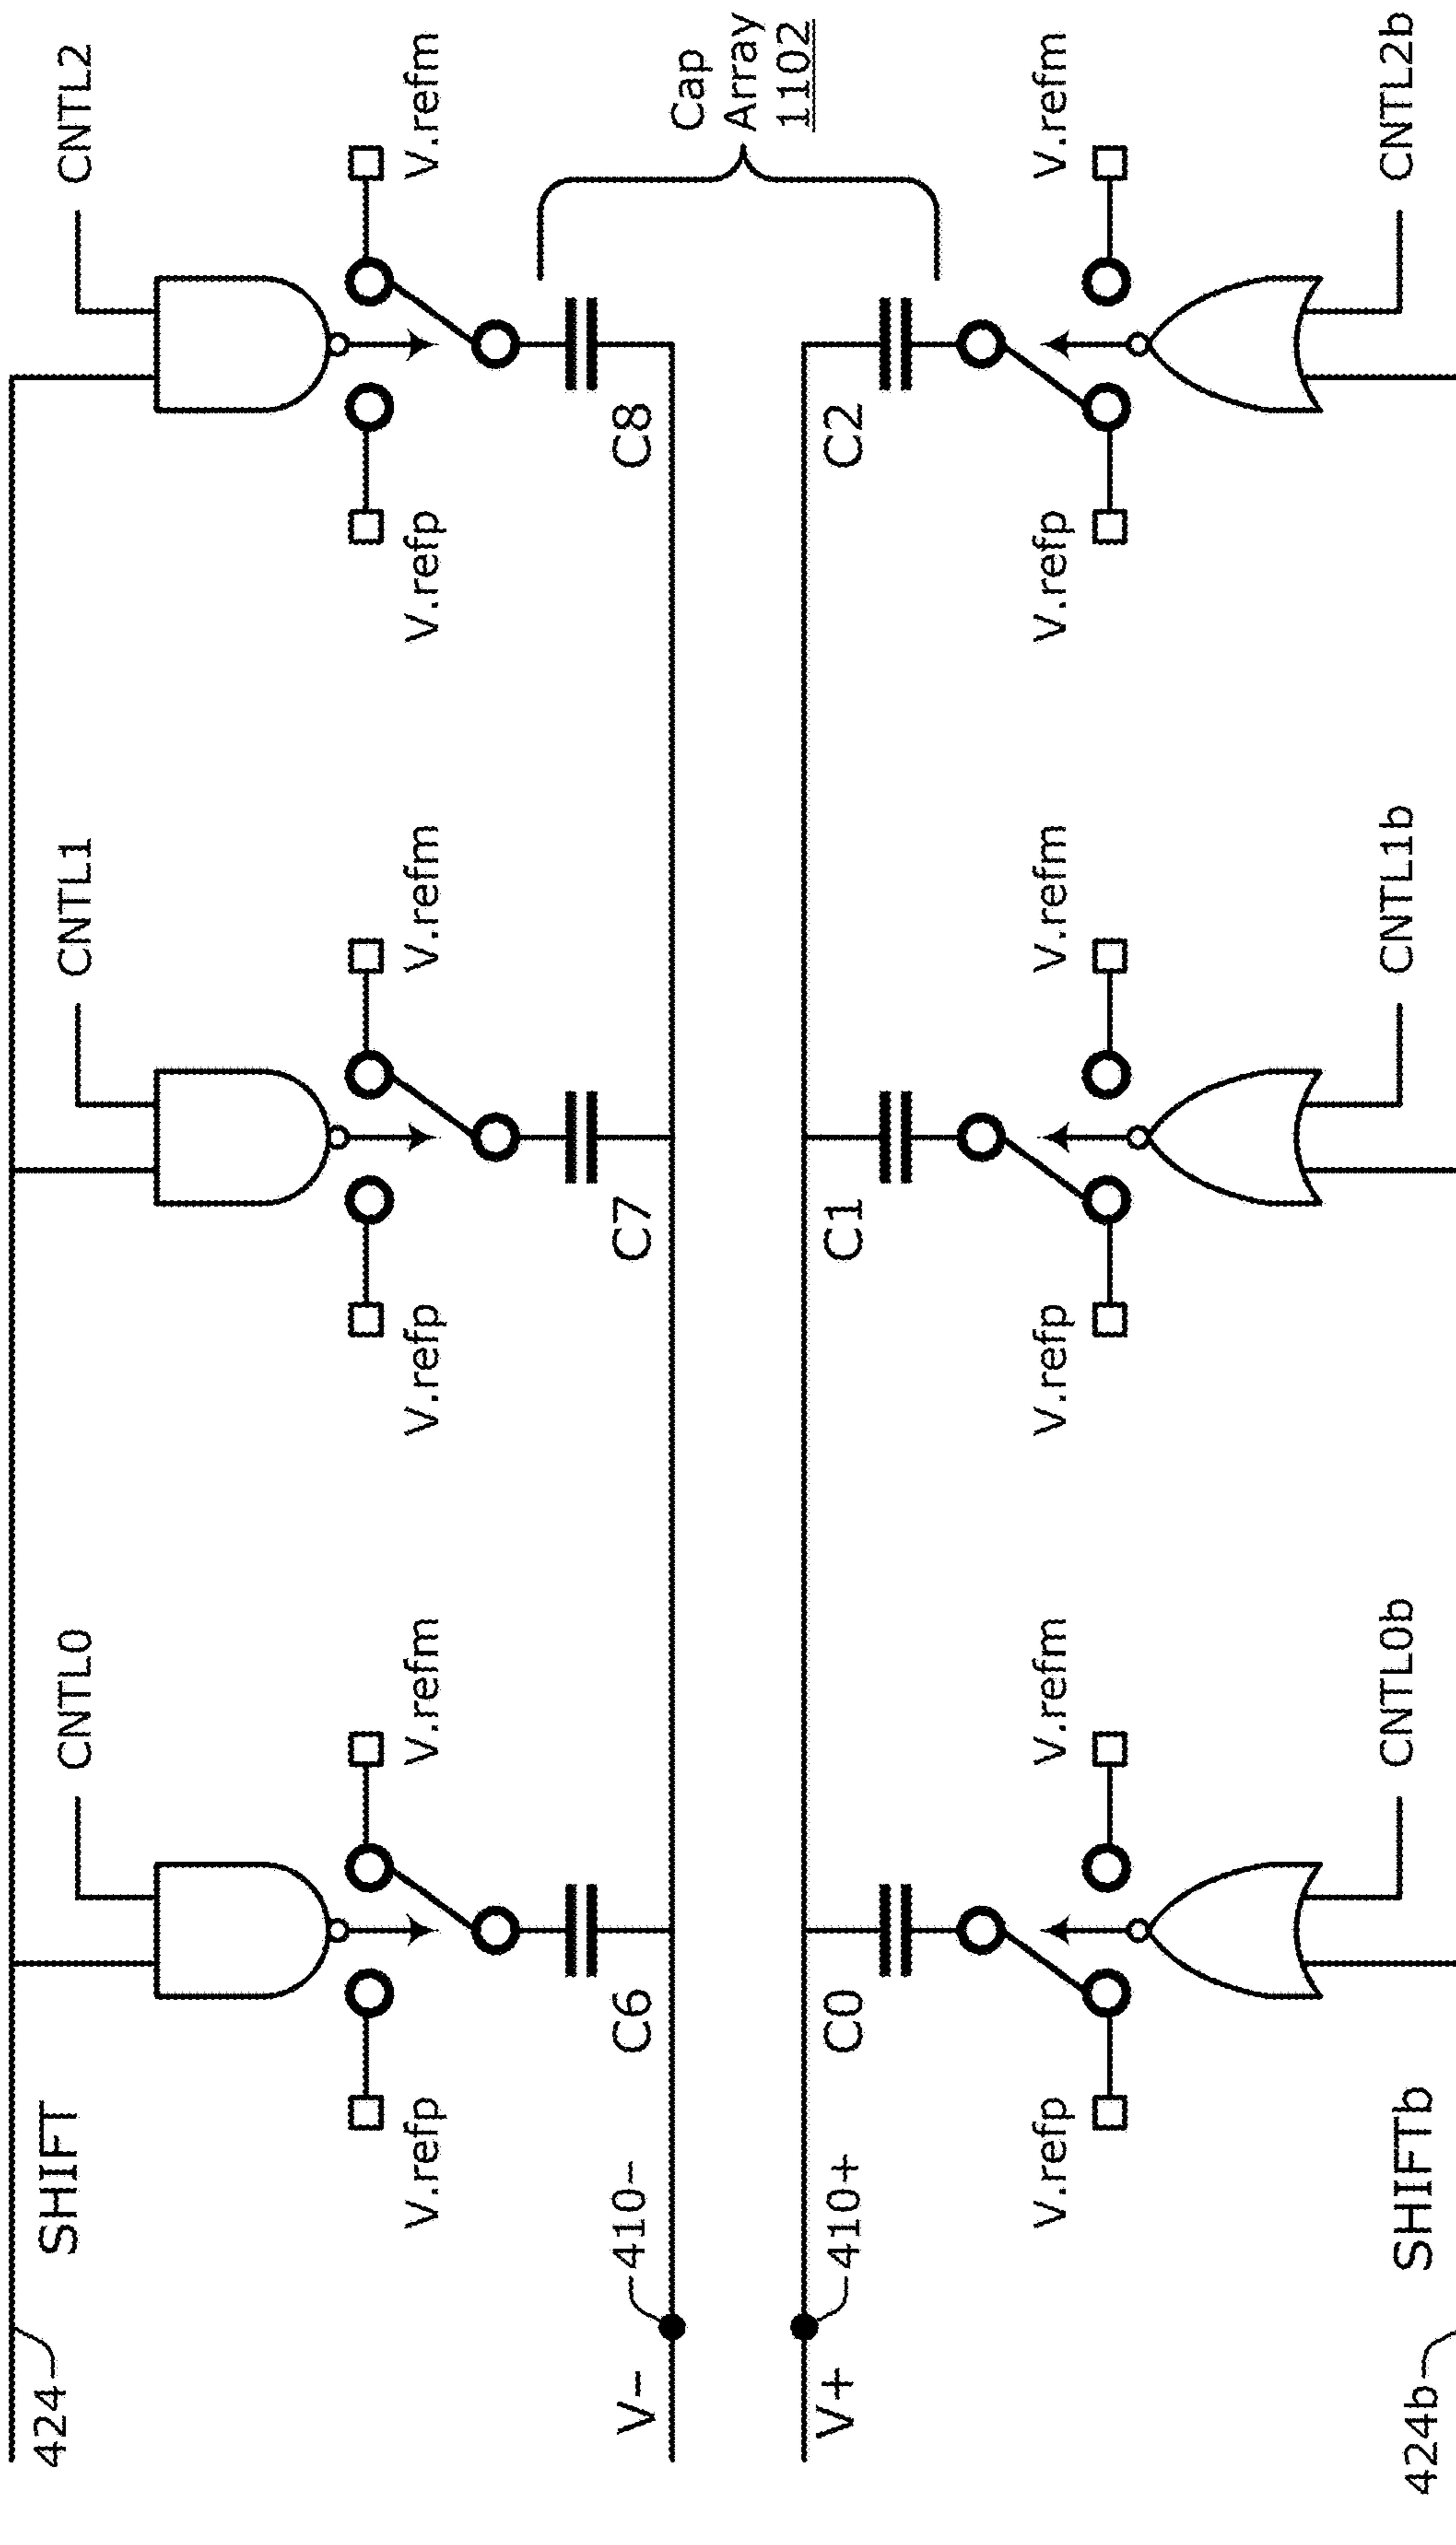 424
SHIFT
CNTL0
CNTL1
CNTL2
V.refp
V.refm
V.refp
V.refm
V.refp
V.refm
V-
410-
C6
C7
C8
Cap
Array
1102
V+
410+
C0
C1
C2
V.refp
V.refm
V.refp
V.refm
V.refp
V.refm
424b
SHIFTb
CNTL0b
CNTL1b
CNTL2b